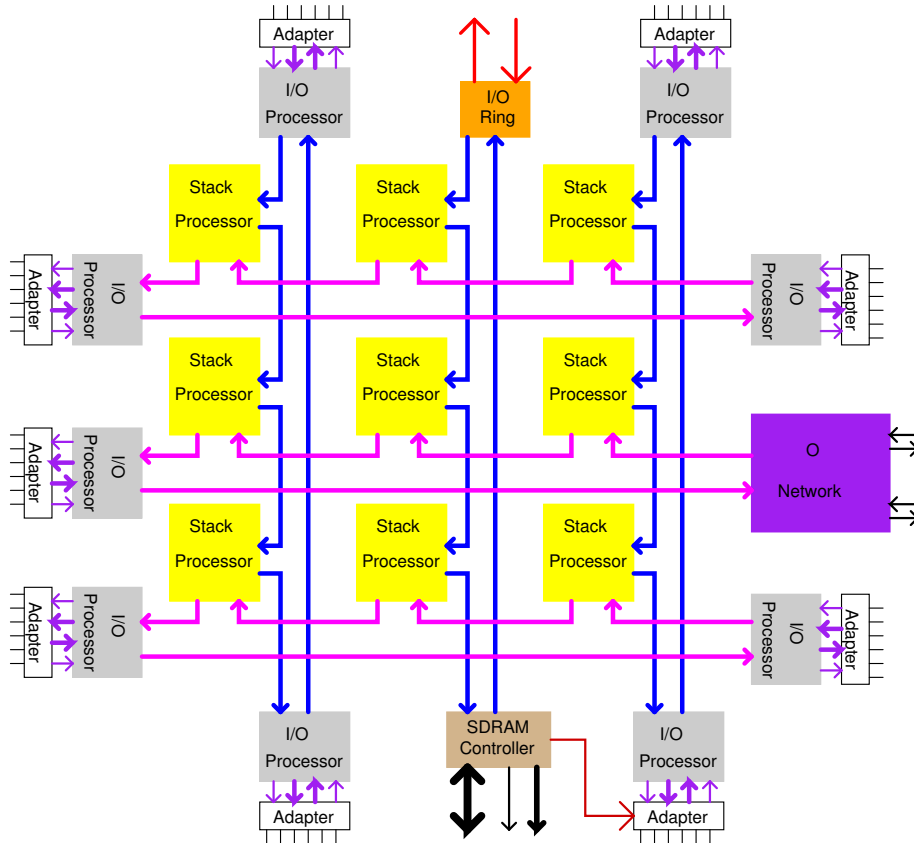 Adapter
Adapter
I/O
Processor
I/O
Ring
I/O
Processor
Stack
Processor
Stack
Processor
Stack
Processor
Adapter
I/O
Processor
I/O
Processor
Adapter
Stack
Processor
Stack
Processor
Stack
Processor
Adapter
I/O
Processor
O
Network
Stack
Processor
Stack
Processor
Stack
Processor
Adapter
I/O
Processor
I/O
Processor
Adapter
I/O
Processor
SDRAM
Controller
I/O
Processor
Adapter
Adapter